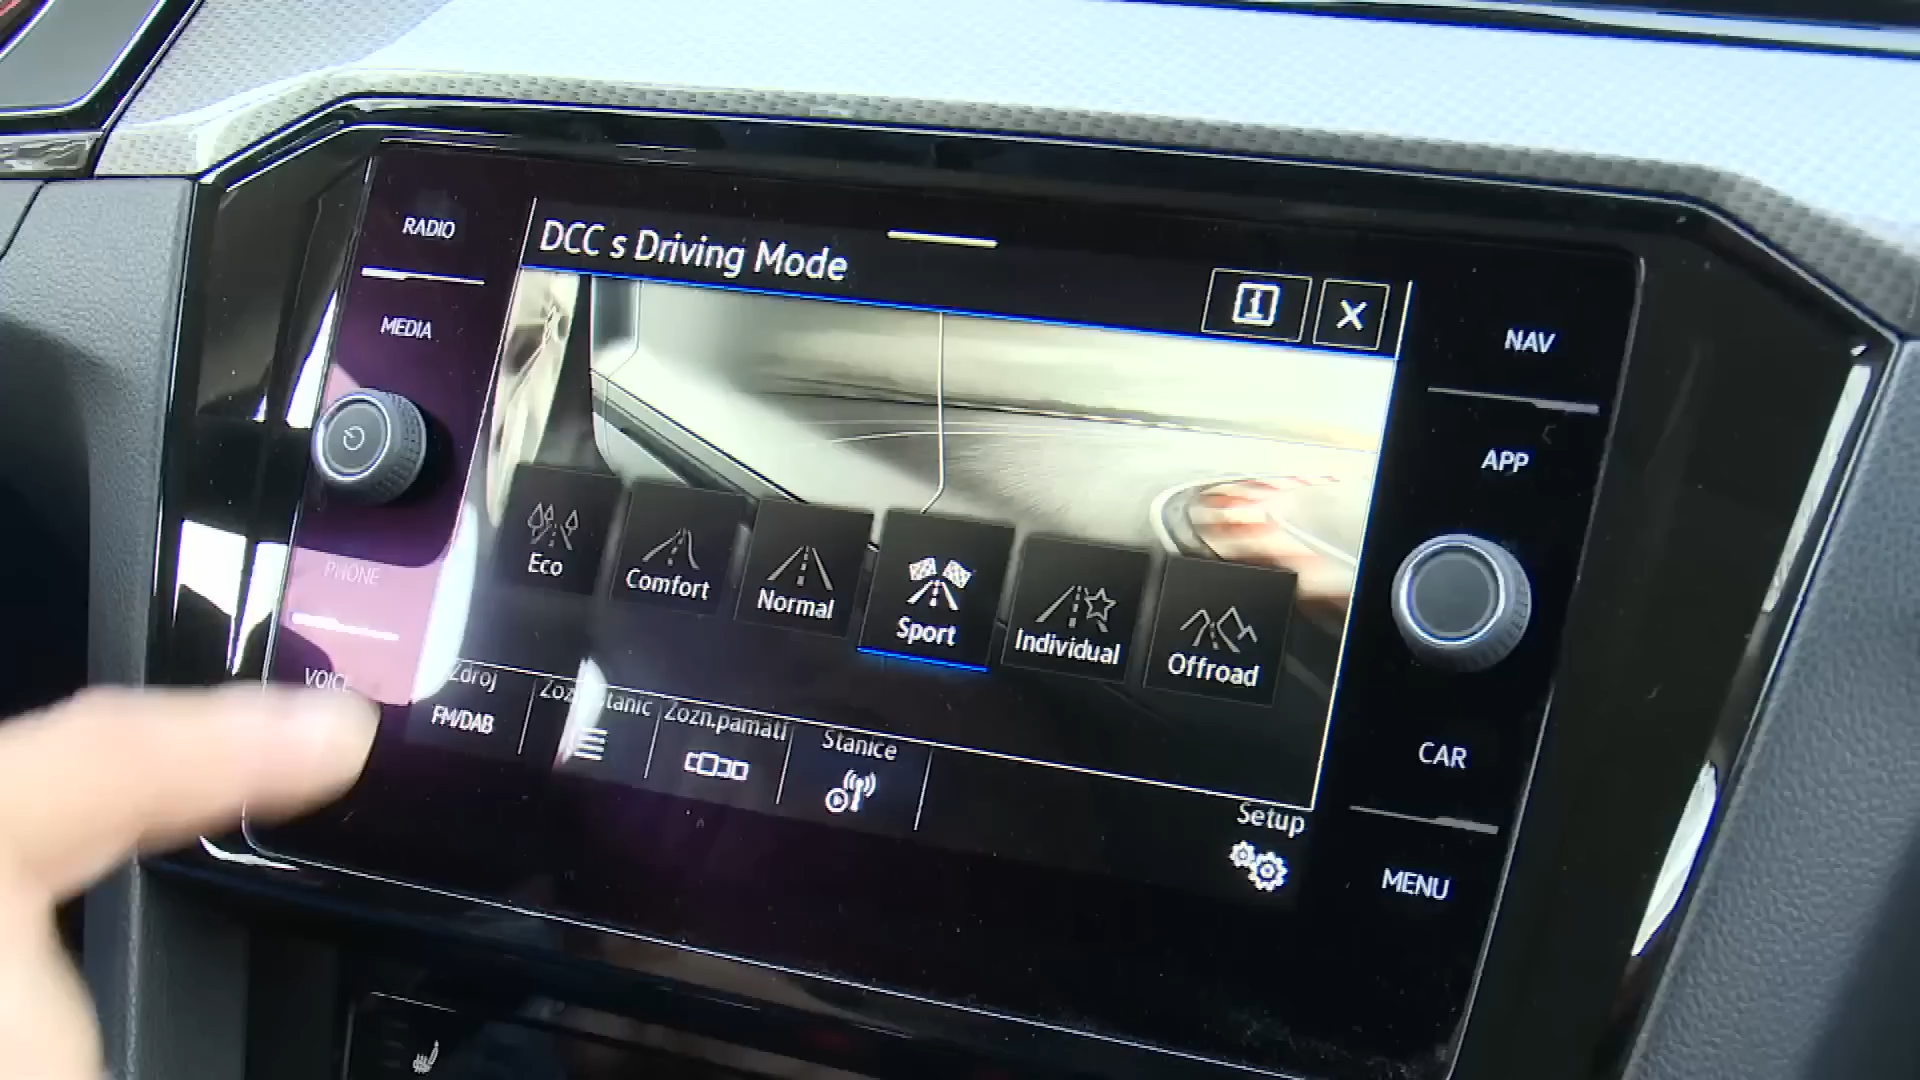 RADIO
MEDIA
PHONE
VOICE
DCC s Driving Mode
i
X
Eco
Comfort
Normal
Sport
Individual
Offroad
Zdroj
FM/DAB
Zozn.pamäti
Stanice
Setup
NAV
APP
CAR
MENU